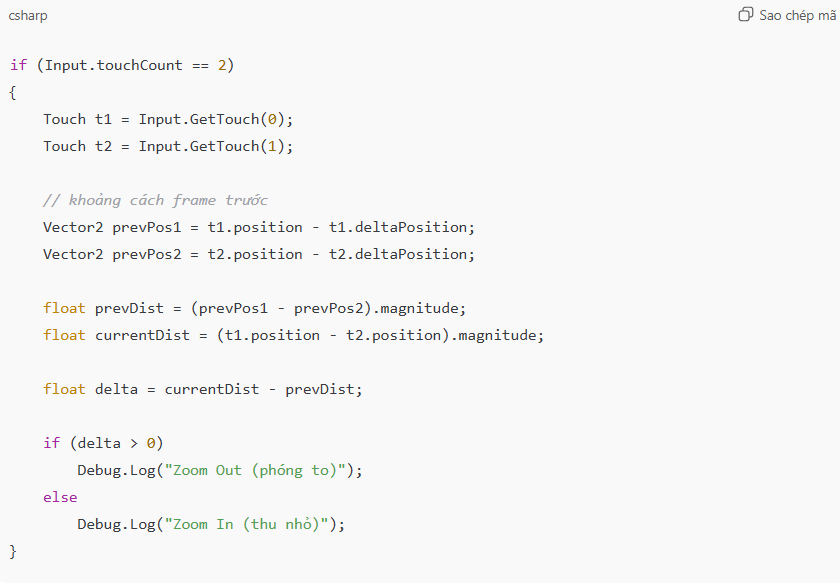 csharp
Sao chép mã
if (Input.touchCount == 2)
{
Touch t1 = Input.GetTouch(0);
Touch t2 = Input.GetTouch(1);
// khoảng cách frame trước
Vector2 prevPos1 = t1.position - t1.deltaPosition;
Vector2 prevPos2 = t2.position - t2.deltaPosition;
float prevDist = (prevPos1 - prevPos2).magnitude;
float currentDist = (t1.position - t2.position).magnitude;
float delta = currentDist - prevDist;
if (delta > 0)
Debug.Log("Zoom Out (phóng to)");
else
Debug.Log("Zoom In (thu nhỏ)");
}